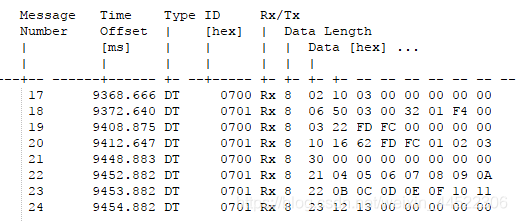 Message Time Type ID Rx/Tx
Number Offset | [hex] | Data Length
| [ms] | | | | Data [hex] ...
| | | | | | |
---+-- ------+------ +- --+----- +- +- +- -- -- -- -- -- -- --
17 9368.666 DT 0700 Rx 8 02 10 03 00 00 00 00 00
18 9372.640 DT 0701 Rx 8 06 50 03 00 32 01 F4 00
19 9408.875 DT 0700 Rx 8 03 22 FD FC 00 00 00 00
20 9412.647 DT 0701 Rx 8 10 16 62 FD FC 01 02 03
21 9448.883 DT 0700 Rx 8 30 00 00 00 00 00 00 00
22 9452.882 DT 0701 Rx 8 21 04 05 06 07 08 09 0A
23 9453.882 DT 0701 Rx 8 22 0B 0C 0D 0E 0F 10 11
24 9454.882 DT 0701 Rx 8 23 12 13 00 00 00 00 00